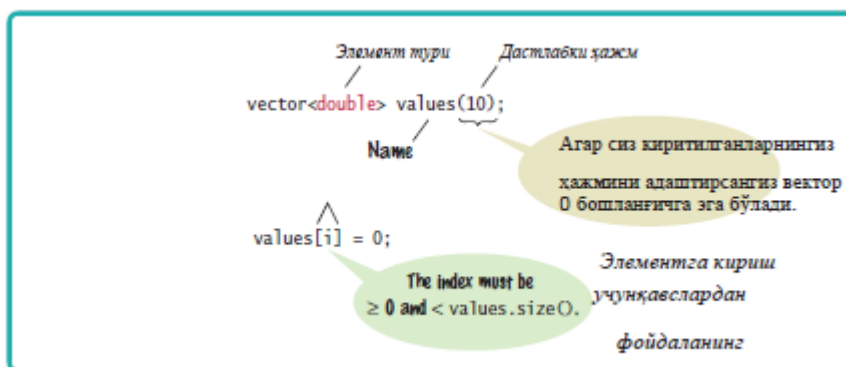 Элемент тури
Дастлабки ҳажм
vector<double> values(10);
Name
Агар сиз киритилганларнингиз
ҳажмини адаштирсангиз вектор
0 бошланғичга эга бўлади.
values[i] = 0;
The index must be
≥ 0 and < values.size().
Элементга кириш
учунқавслардан
фойдаланинг